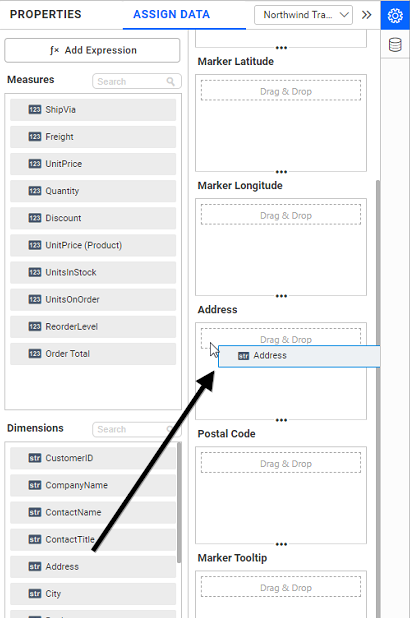 PROPERTIES
ASSIGN DATA
Northwind Tra...
ƒx Add Expression
Measures
Search
123 ShipVia
123 Freight
123 UnitPrice
123 Quantity
123 Discount
123 UnitPrice (Product)
123 UnitsInStock
123 UnitsOnOrder
123 ReorderLevel
123 Order Total
Dimensions
Search
str CustomerID
str CompanyName
str ContactName
str ContactTitle
str Address
str City
Marker Latitude
Drag & Drop
Marker Longitude
Drag & Drop
Address
Drag & Drop
str Address
Postal Code
Drag & Drop
Marker Tooltip
Drag & Drop